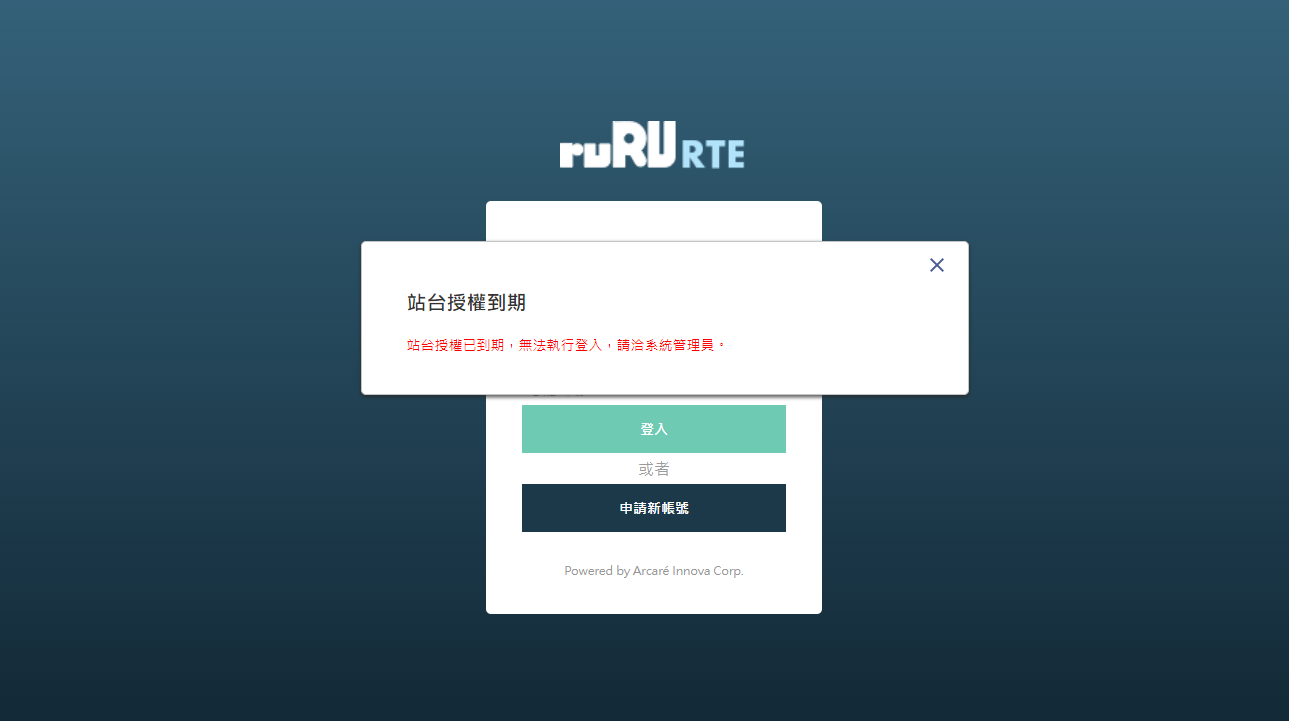 ruRU RTE
站台授權到期
站台授權已到期，無法執行登入，請洽系統管理員。
登入
或者
申請新帳號
Powered by Arcaré Innova Corp.